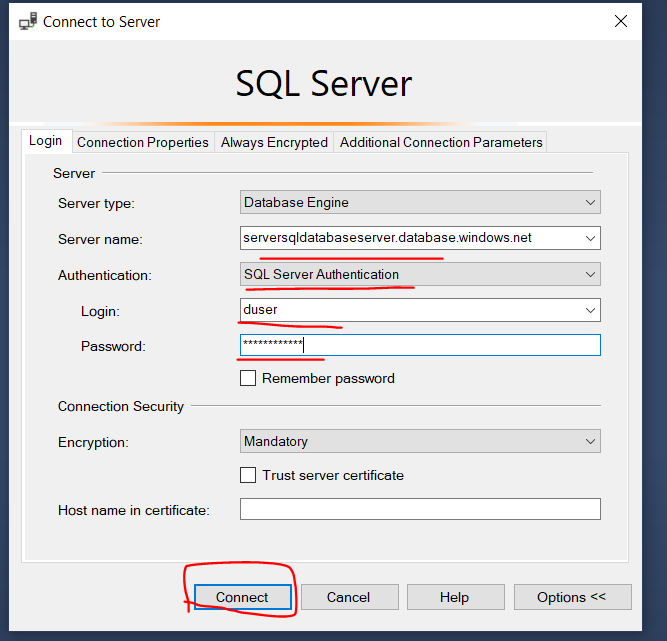 Connect to Server
SQL Server
Login Connection Properties Always Encrypted Additional Connection Parameters
Server
Server type: Database Engine
Server name: serversqldatabaseserver.database.windows.net
Authentication: SQL Server Authentication
Login: duser
Password: ************
Remember password
Connection Security
Encryption: Mandatory
Trust server certificate
Host name in certificate:
Connect Cancel Help Options <<